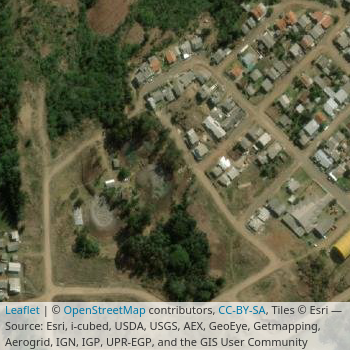 Leaflet | © OpenStreetMap contributors, CC-BY-SA, Tiles © Esri —
Source: Esri, i-cubed, USDA, USGS, AEX, GeoEye, Getmapping,
Aerogrid, IGN, IGP, UPR-EGP, and the GIS User Community